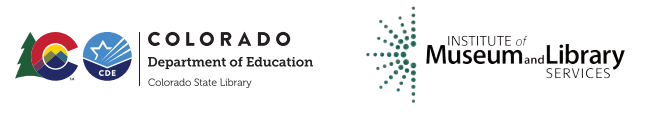 CDE
COLORADO
Department of Education
Colorado State Library
INSTITUTE of
Museum and Library
SERVICES